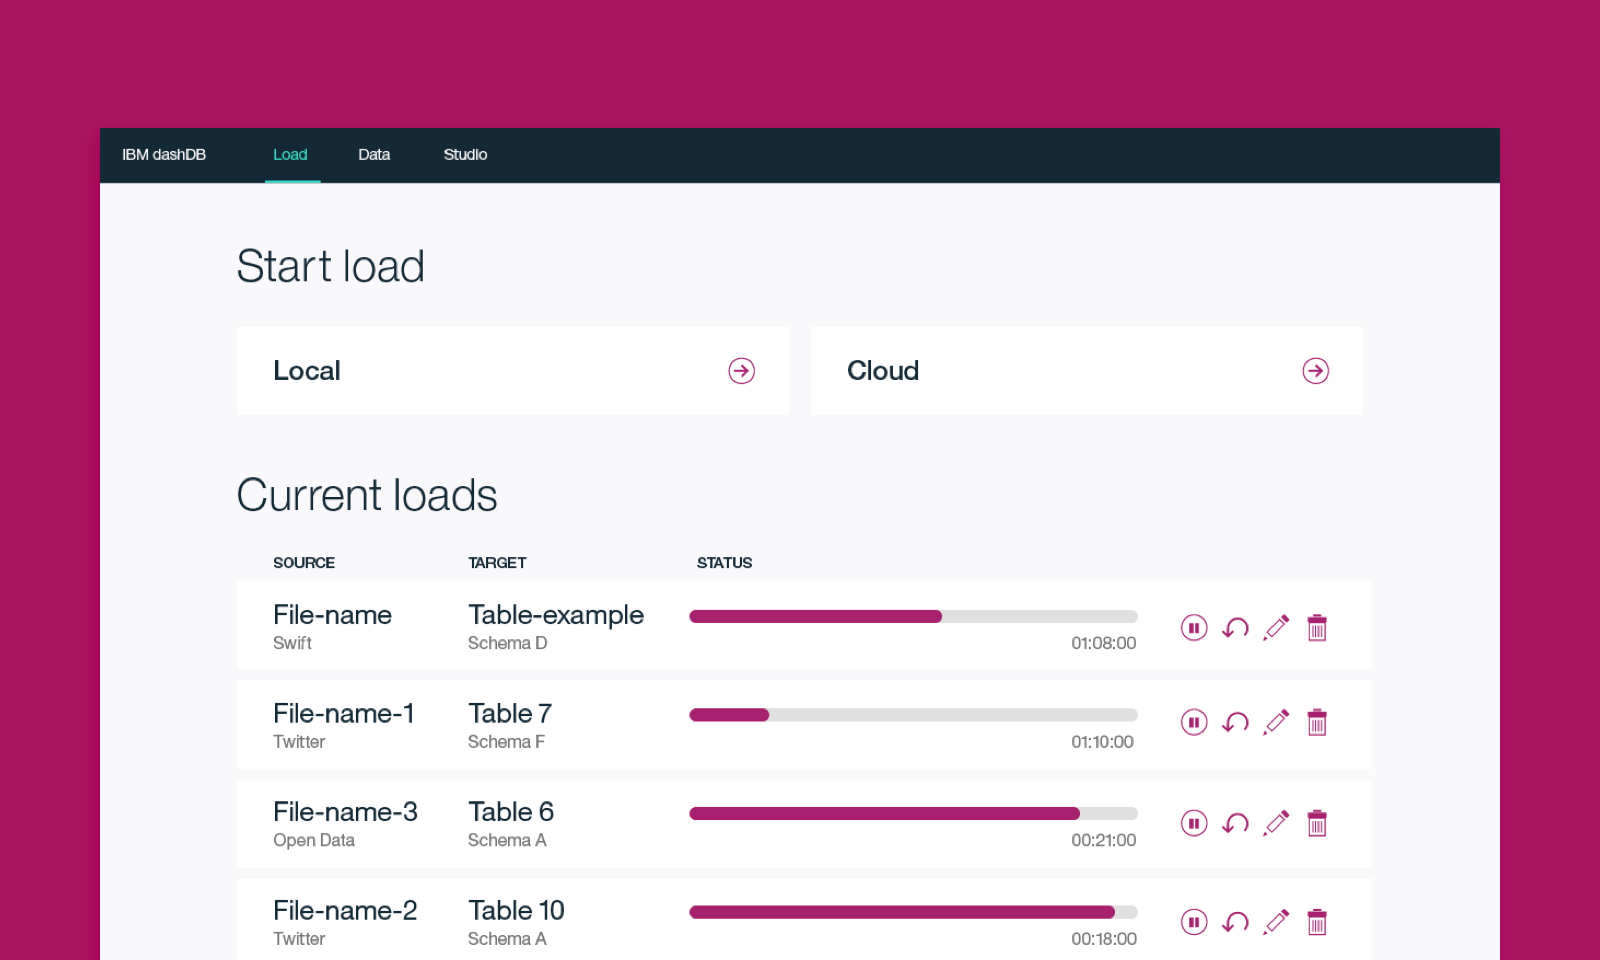 IBM dashDB Load Data Studio
Start load
Local Cloud
Current loads
SOURCE TARGET STATUS
File-name Table-example
Swift Schema D 01:08:00
File-name-1 Table 7
Twitter Schema F 01:10:00
File-name-3 Table 6
Open Data Schema A 00:21:00
File-name-2 Table 10
Twitter Schema A 00:18:00